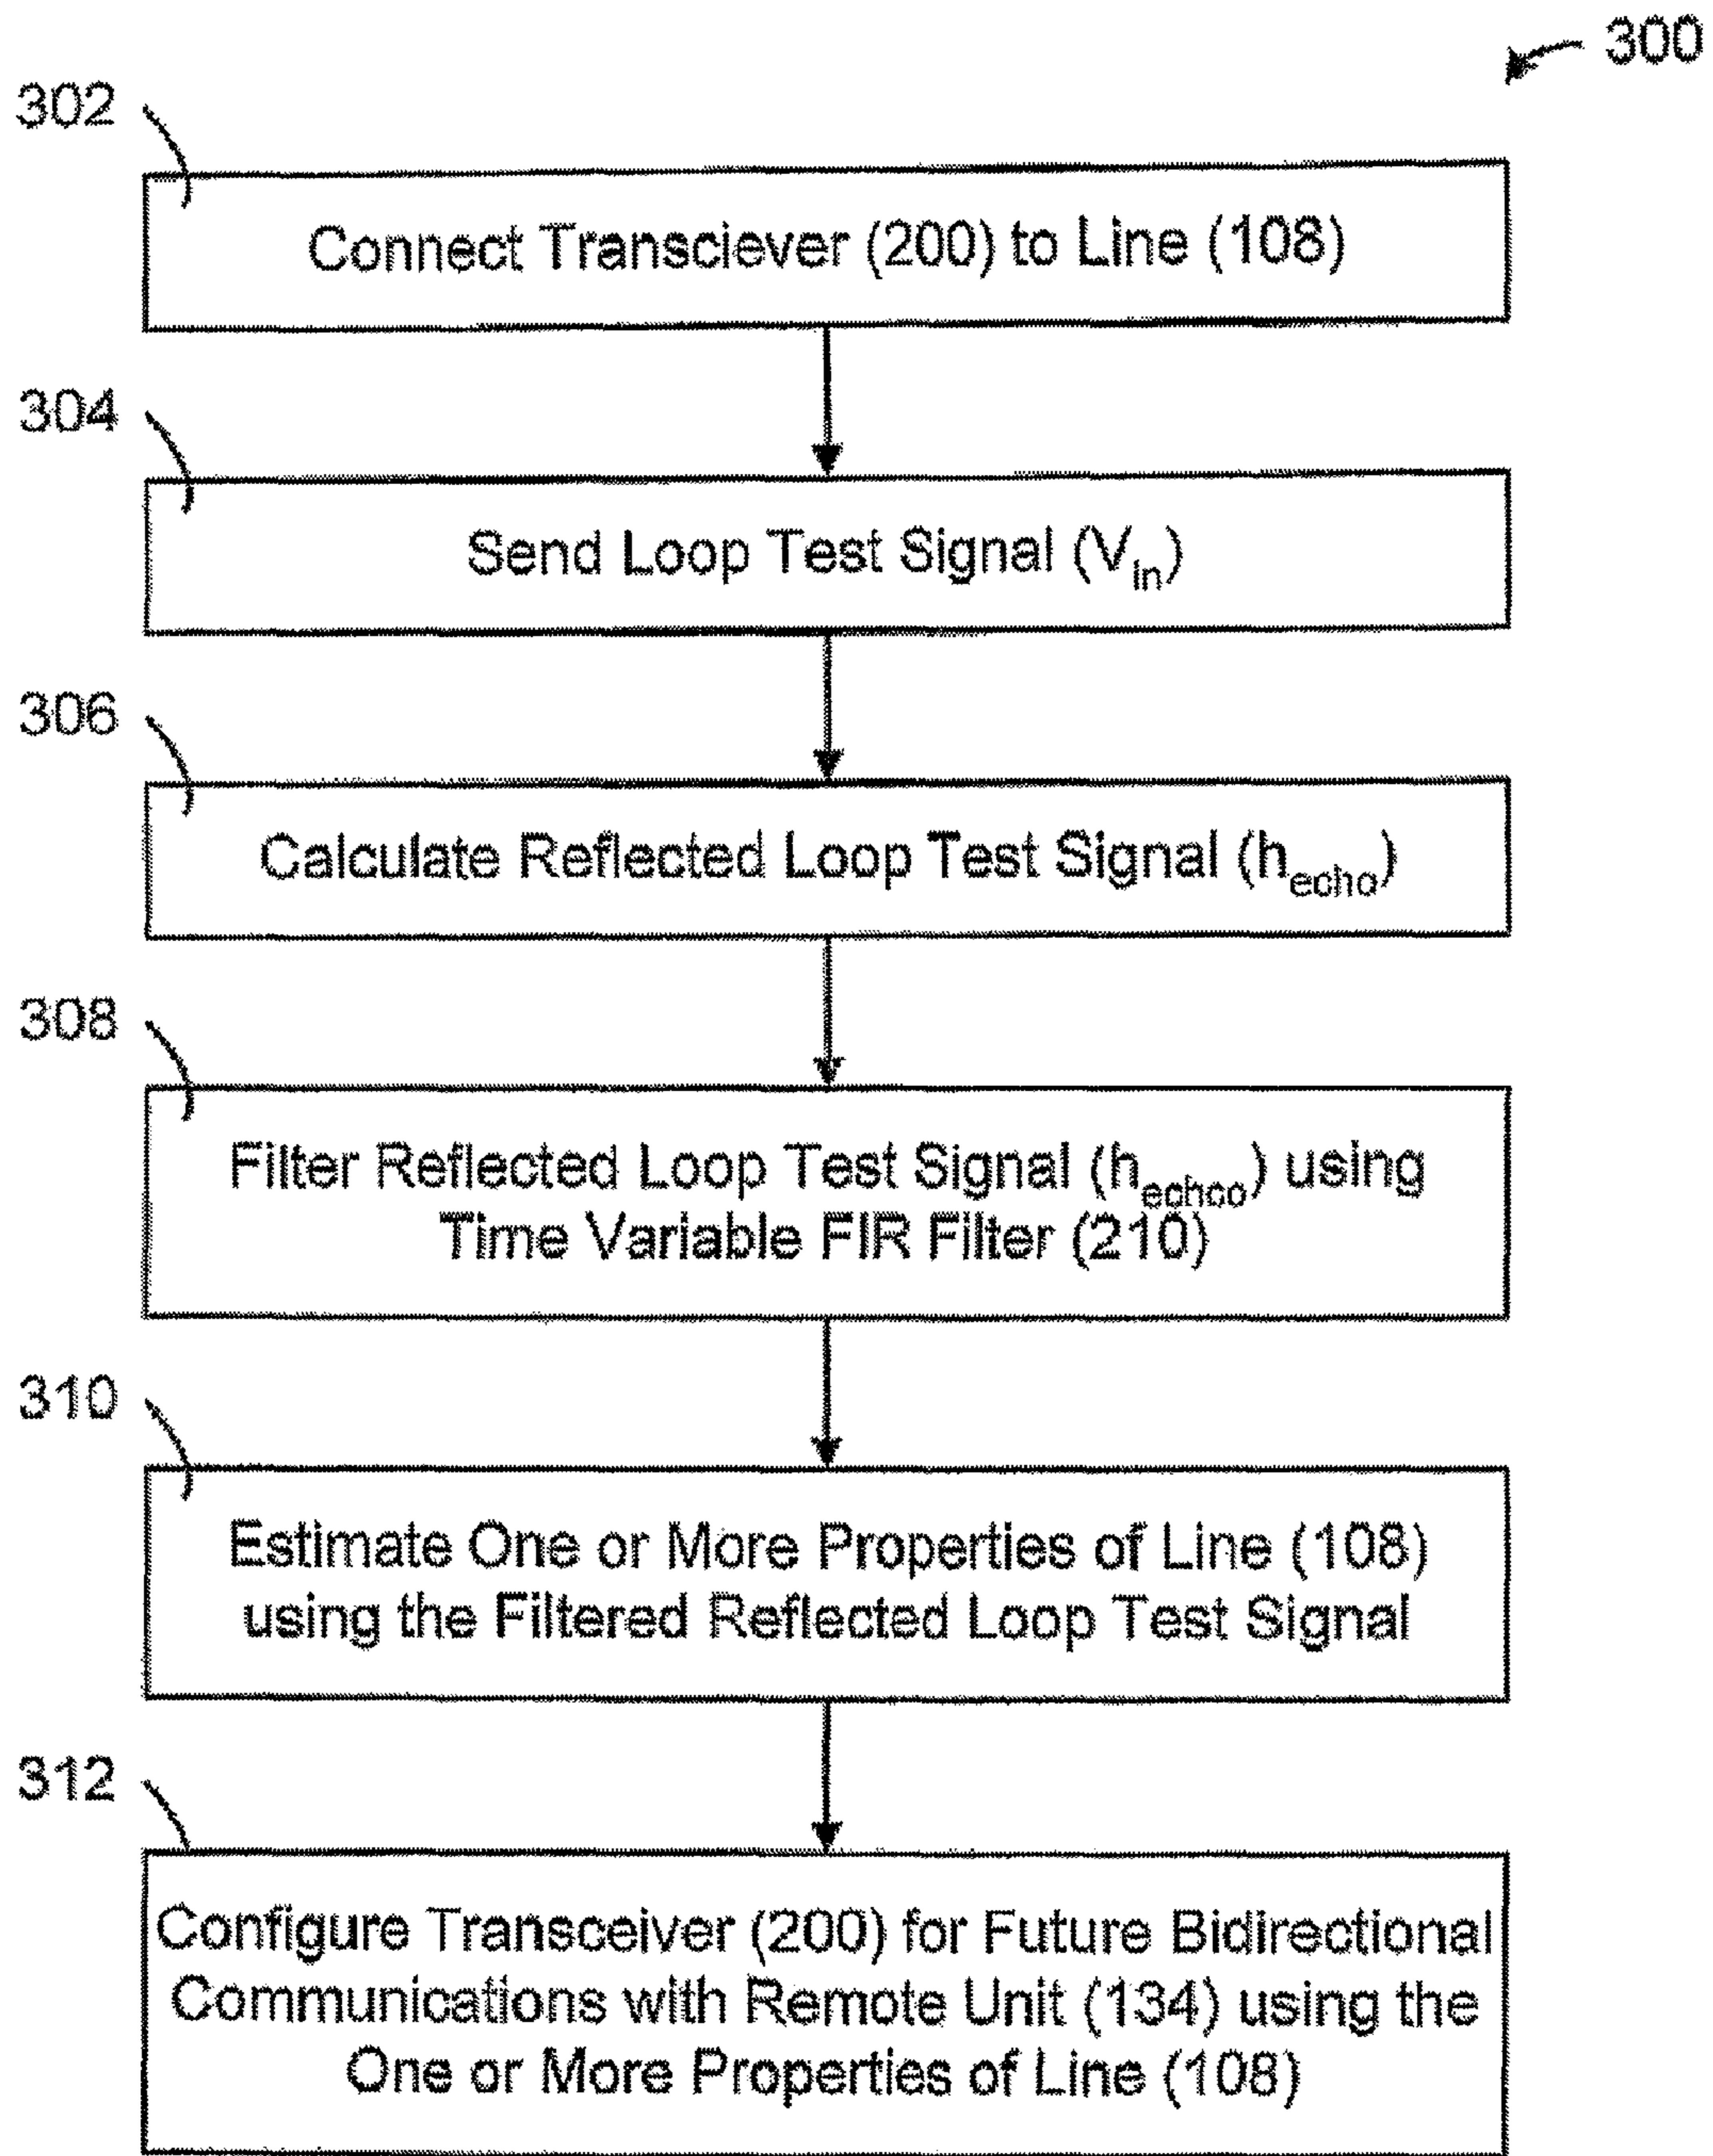 300
302
Connect Transciever (200) to Line (108)
304
Send Loop Test Signal (V_In)
306
Calculate Reflected Loop Test Signal (h_echo)
308
Filter Reflected Loop Test Signal (h_echoo) using
Time Variable FIR Filter (210)
310
Estimate One or More Properties of Line (108)
using the Filtered Reflected Loop Test Signal
312
Configure Transceiver (200) for Future Bidirectional
Communications with Remote Unit (134) using the
One or More Properties of Line (108)